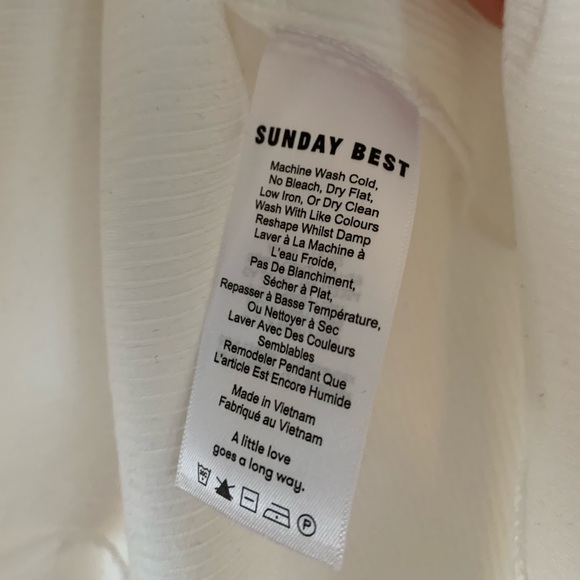 SUNDAY BEST
Machine Wash Cold,
No Bleach, Dry Flat,
Low Iron, Or Dry Clean
Wash With Like Colours
Reshape Whilst Damp
Laver à La Machine à
L'eau Froide,
Pas De Blanchiment,
Sécher à Plat,
Repasser à Basse Température,
Ou Nettoyer à Sec
Laver Avec Des Couleurs
Semblables
Remodeler Pendant Que
L'article Est Encore Humide
Made in Vietnam
Fabriqué au Vietnam
A little love
goes a long way.
P